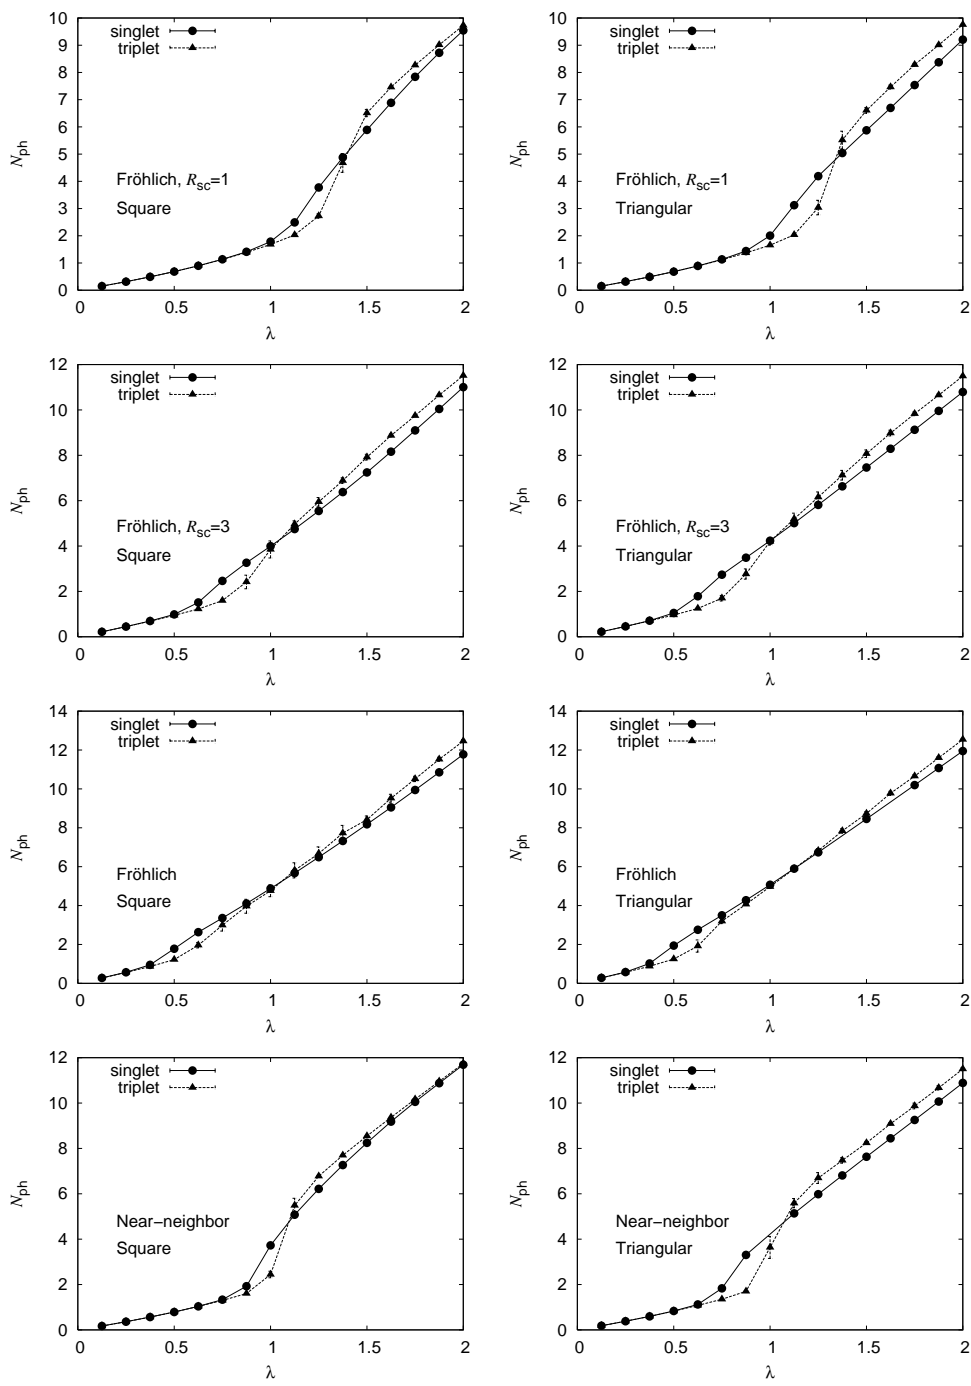 10
9
8
7
6
5
4
3
2
1
0
N_ph
singlet
triplet
Fröhlich, R_sc=1
Square
0 0.5 1 1.5 2
λ
10
9
8
7
6
5
4
3
2
1
0
N_ph
singlet
triplet
Fröhlich, R_sc=1
Triangular
0 0.5 1 1.5 2
λ
12
10
8
6
4
2
0
N_ph
singlet
triplet
Fröhlich, R_sc=3
Square
0 0.5 1 1.5 2
λ
12
10
8
6
4
2
0
N_ph
singlet
triplet
Fröhlich, R_sc=3
Triangular
0 0.5 1 1.5 2
λ
14
12
10
8
6
4
2
0
N_ph
singlet
triplet
Fröhlich
Square
0 0.5 1 1.5 2
λ
14
12
10
8
6
4
2
0
N_ph
singlet
triplet
Fröhlich
Triangular
0 0.5 1 1.5 2
λ
12
10
8
6
4
2
0
N_ph
singlet
triplet
Near−neighbor
Square
0 0.5 1 1.5 2
λ
12
10
8
6
4
2
0
N_ph
singlet
triplet
Near−neighbor
Triangular
0 0.5 1 1.5 2
λ